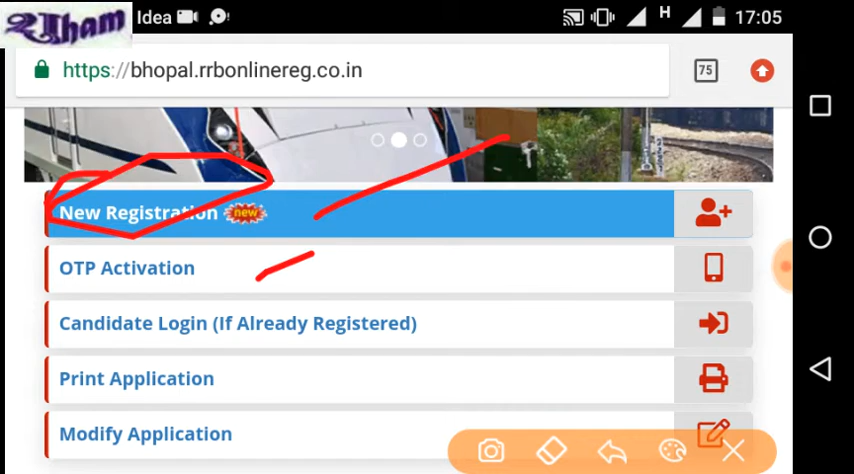 Idea H 17:05
https://bhopal.rrbonlinereg.co.in 75
New Registration new
OTP Activation
Candidate Login (If Already Registered)
Print Application
Modify Application